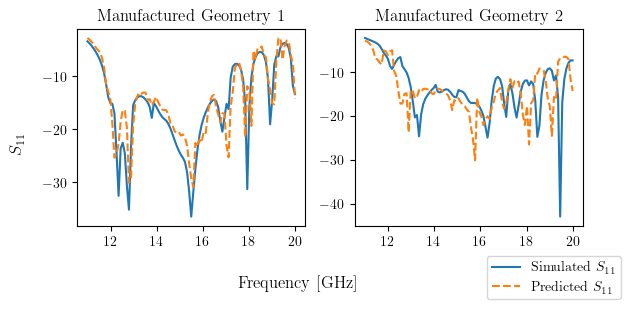 Manufactured Geometry 1
Manufactured Geometry 2
S11
−10
−20
−30
12
14
16
18
20
−10
−20
−30
−40
12
14
16
18
20
Frequency [GHz]
Simulated S11
Predicted S11